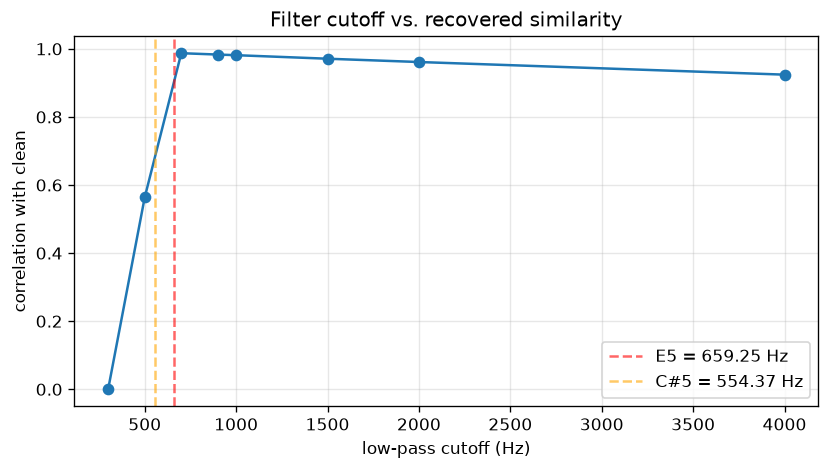 Filter cutoff vs. recovered similarity
correlation with clean
1.0
0.8
0.6
0.4
0.2
0.0
E5 = 659.25 Hz
C#5 = 554.37 Hz
500 1000 1500 2000 2500 3000 3500 4000
low-pass cutoff (Hz)